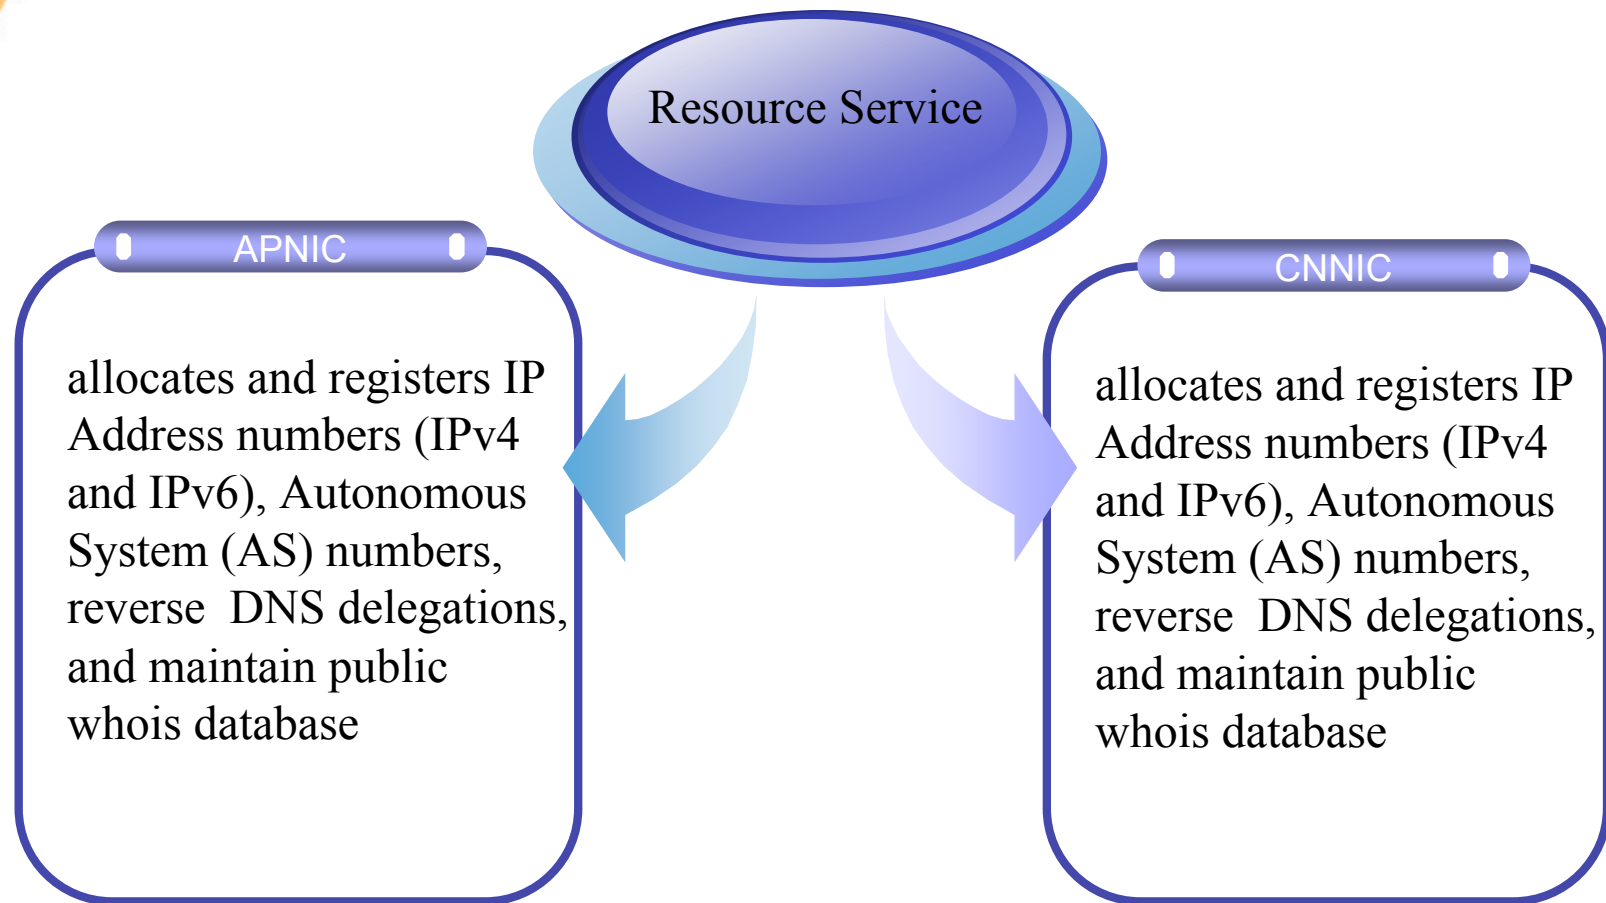 Resource Service
APNIC
allocates and registers IP
Address numbers (IPv4
and IPv6), Autonomous
System (AS) numbers,
reverse  DNS delegations,
and maintain public
whois database
CNNIC
allocates and registers IP
Address numbers (IPv4
and IPv6), Autonomous
System (AS) numbers,
reverse  DNS delegations,
and maintain public
whois database